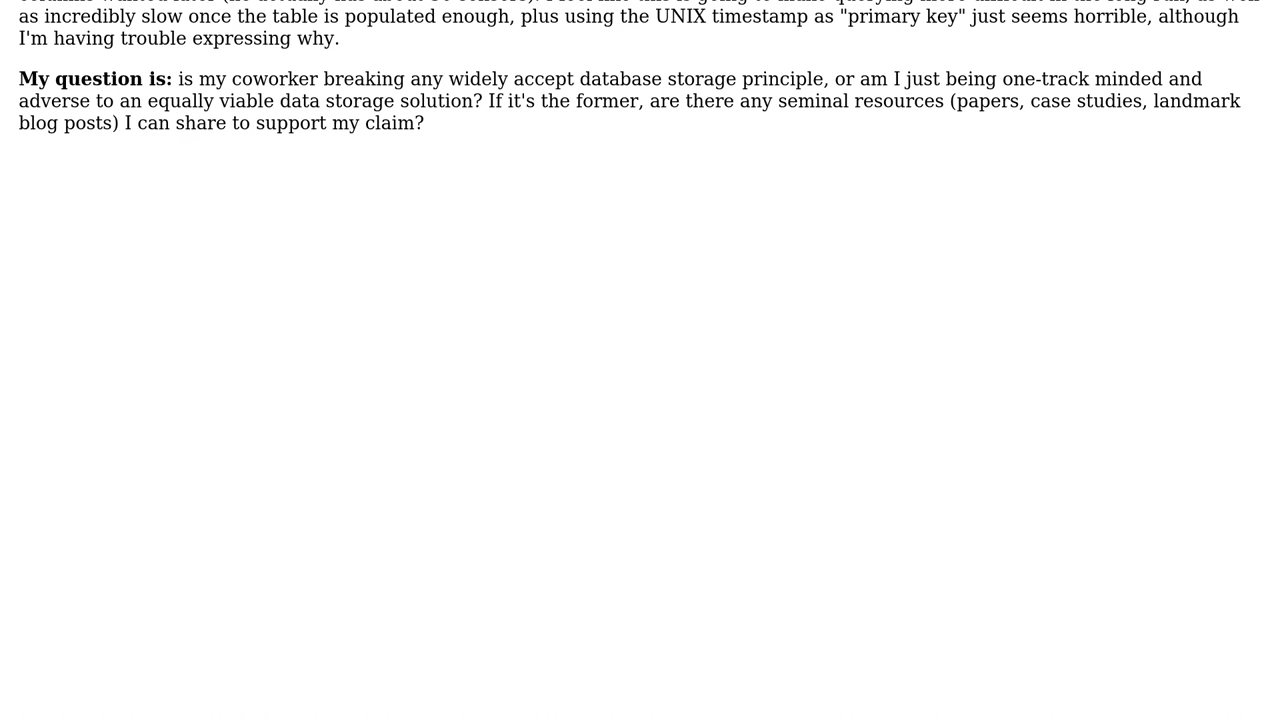 as incredibly slow once the table is populated enough, plus using the UNIX timestamp as "primary key" just seems horrible, although
I'm having trouble expressing why.
My question is: is my coworker breaking any widely accept database storage principle, or am I just being one-track minded and
adverse to an equally viable data storage solution? If it's the former, are there any seminal resources (papers, case studies, landmark
blog posts) I can share to support my claim?